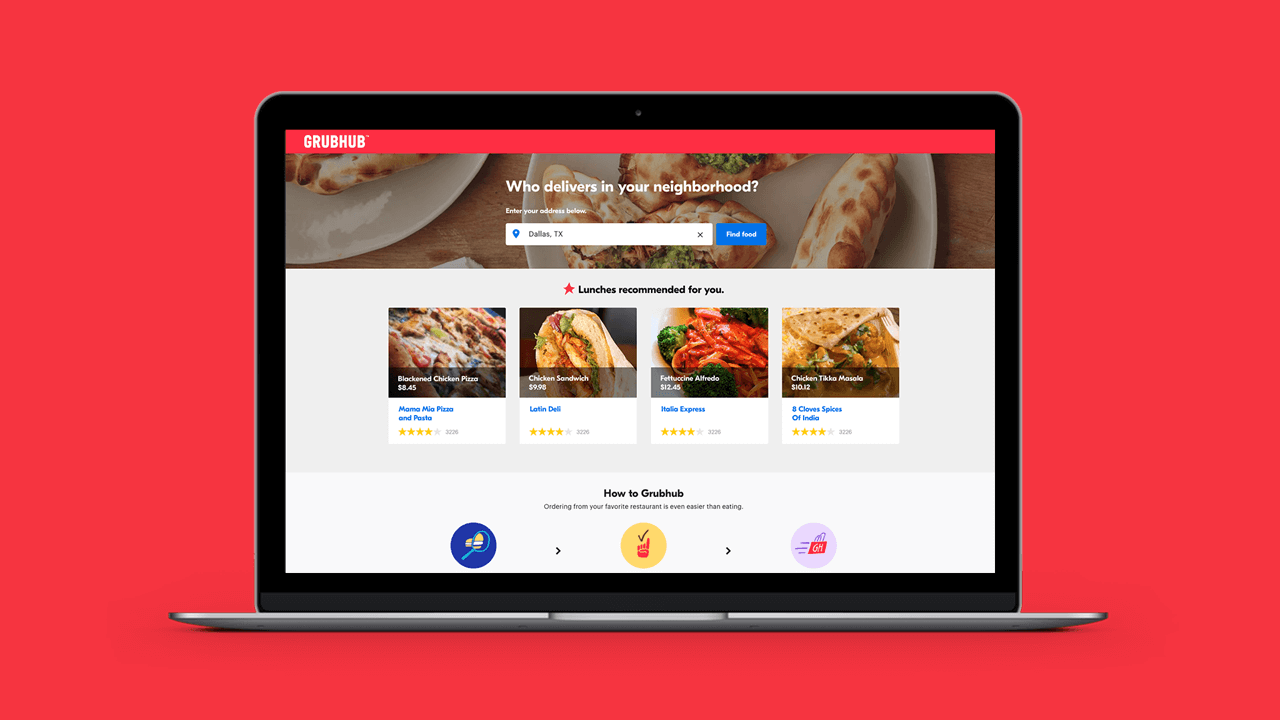 GRUBHUB™
Who delivers in your neighborhood?
Enter your address below.
Dallas, TX
Find food
Lunches recommended for you.
Blackened Chicken Pizza
$8.45
Mama Mia Pizza
and Pasta
3226
Chicken Sandwich
$9.98
Latin Deli
3226
Fettuccine Alfredo
$12.45
Italia Express
3226
Chicken Tikka Masala
$10.12
8 Cloves Spices
Of India
3226
How to Grubhub
Ordering from your favorite restaurant is even easier than eating.
GH